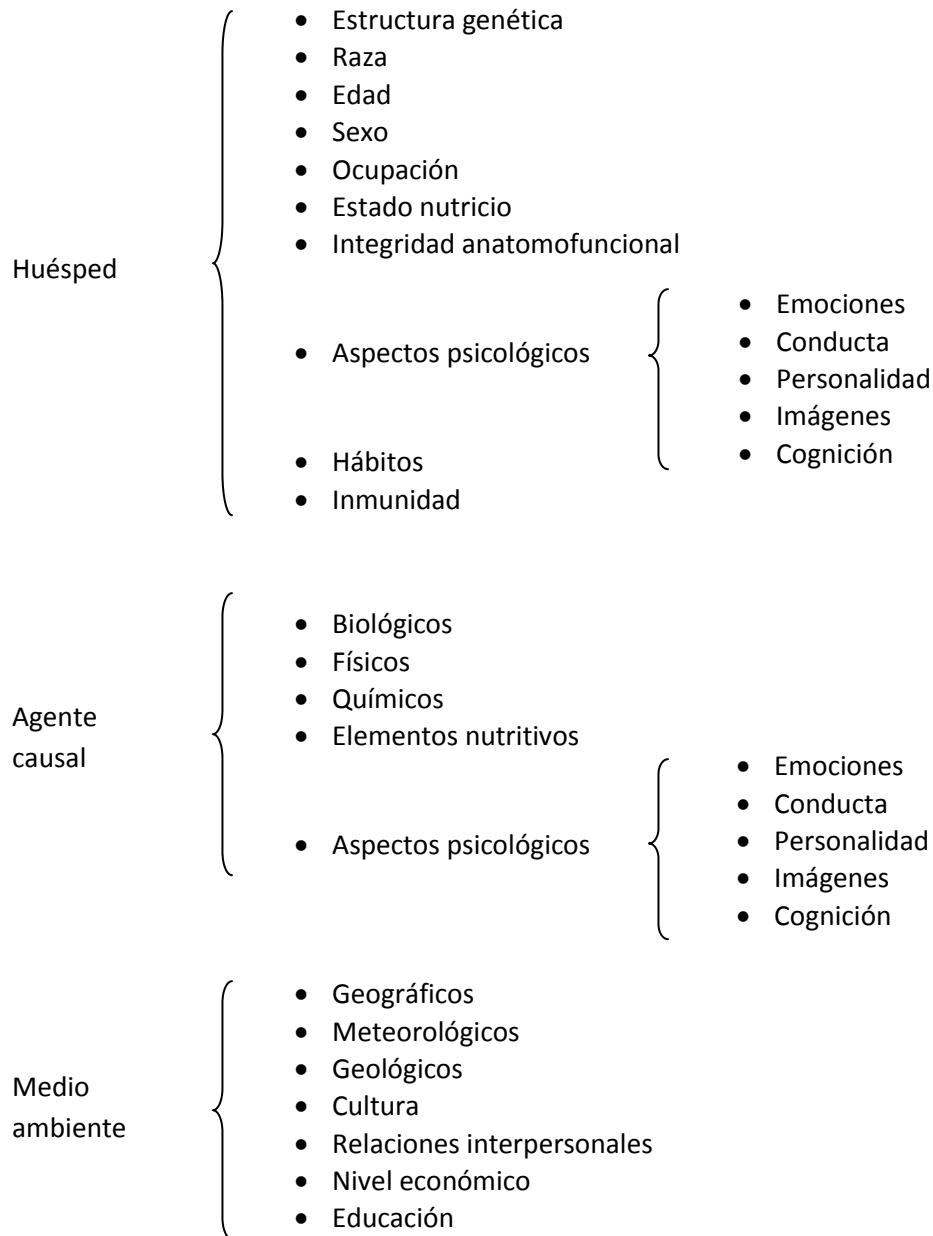 Huésped
• Estructura genética
• Raza
• Edad
• Sexo
• Ocupación
• Estado nutricio
• Integridad anatomofuncional
• Aspectos psicológicos
• Emociones
• Conducta
• Personalidad
• Imágenes
• Cognición
• Hábitos
• Inmunidad
Agente
causal
• Biológicos
• Físicos
• Químicos
• Elementos nutritivos
• Aspectos psicológicos
• Emociones
• Conducta
• Personalidad
• Imágenes
• Cognición
Medio
ambiente
• Geográficos
• Meteorológicos
• Geológicos
• Cultura
• Relaciones interpersonales
• Nivel económico
• Educación